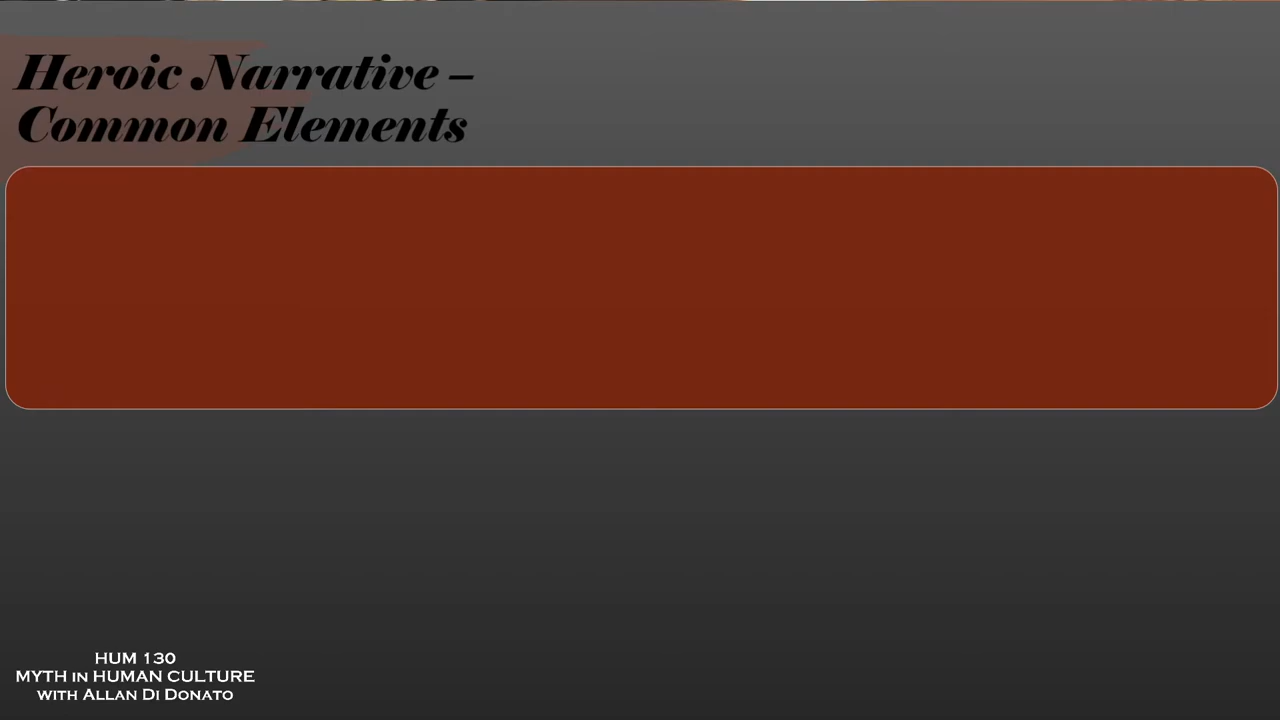 Heroic Narrative –
Common Elements
HUM 130
MYTH in HUMAN CULTURE
WITH ALLAN DI DONATO